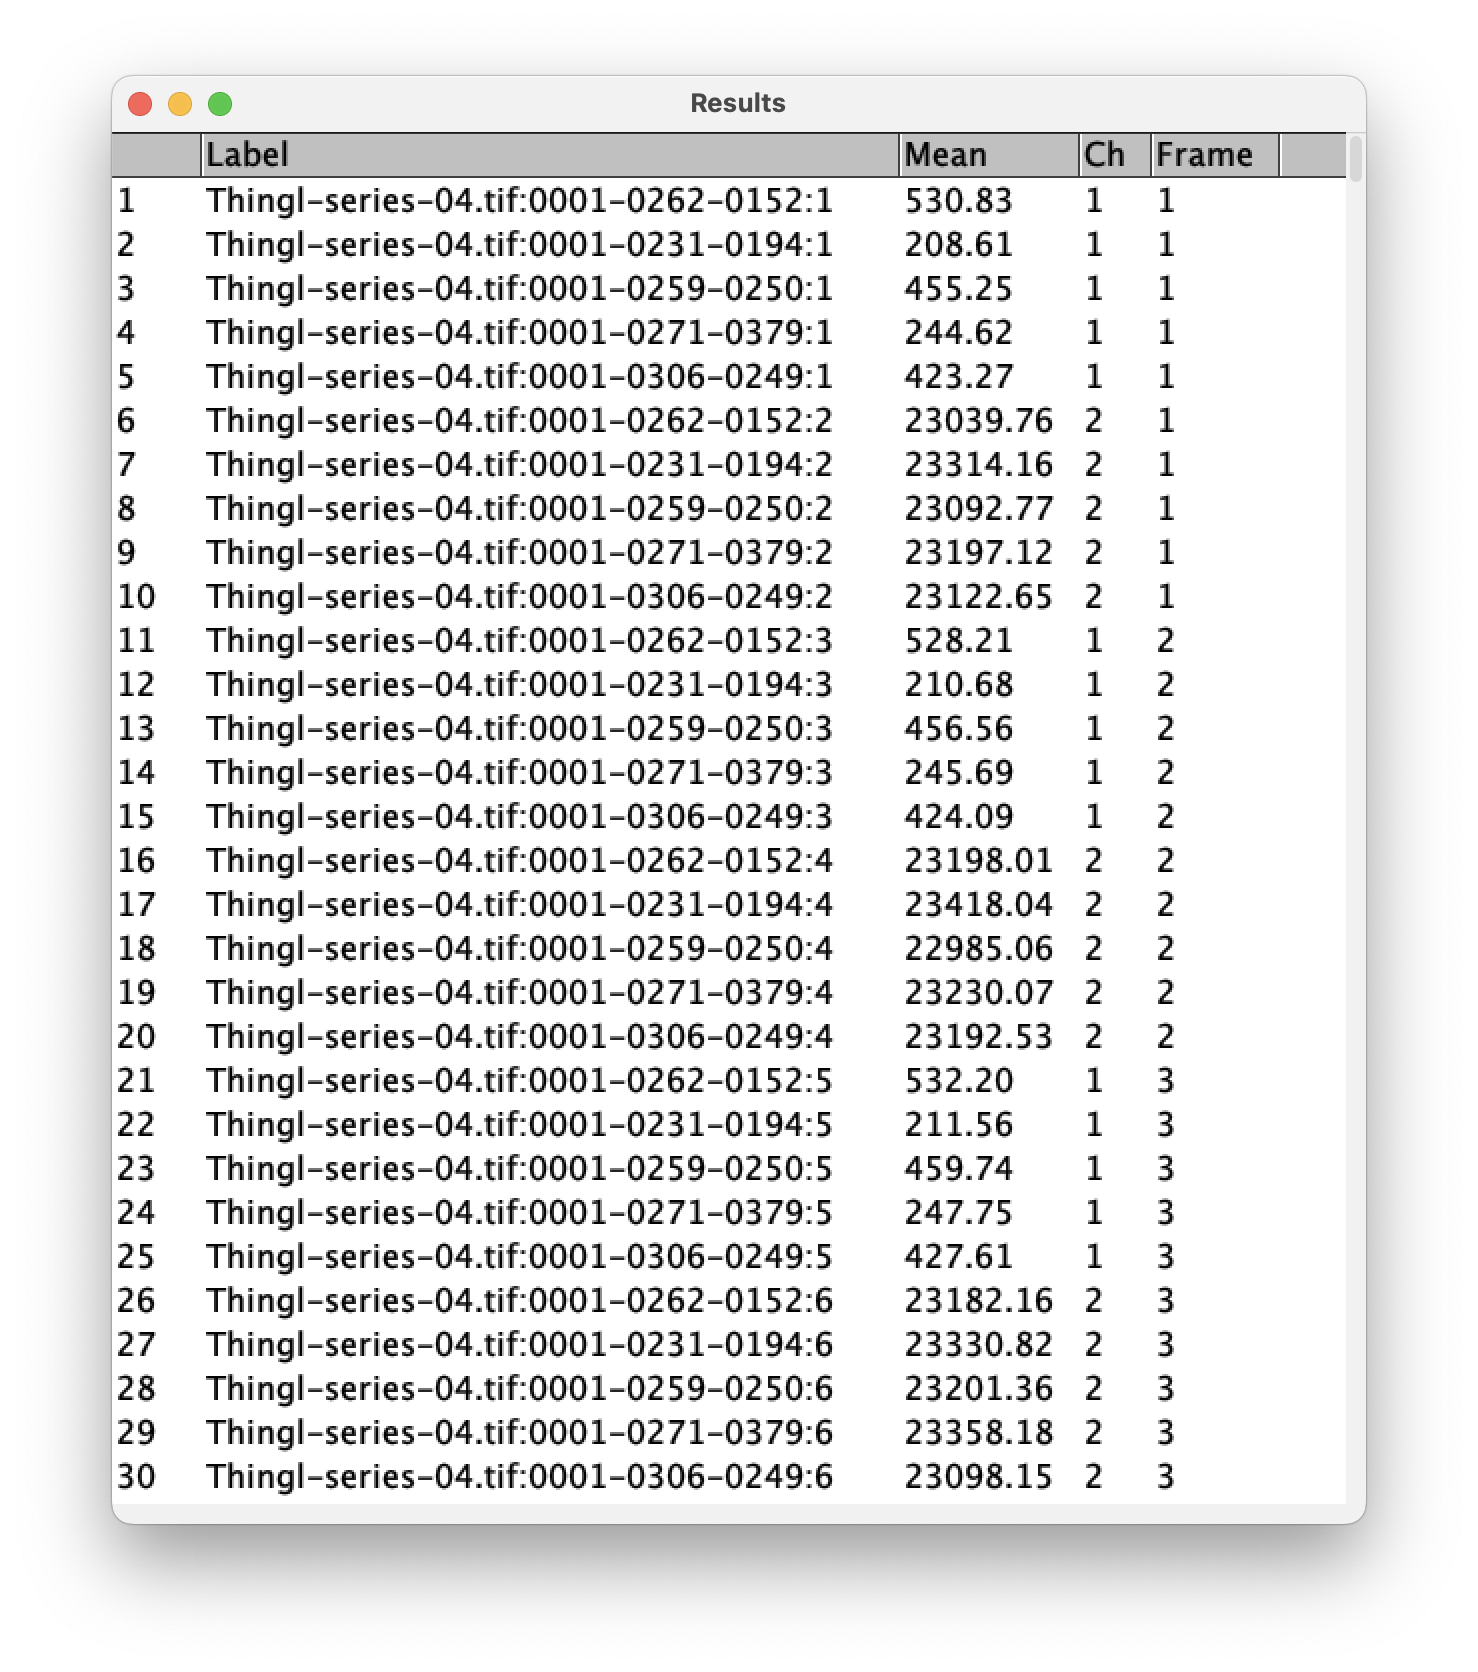 Results
Label Mean Ch Frame
1 Thingl-series-04.tif:0001-0262-0152:1 530.83 1 1
2 Thingl-series-04.tif:0001-0231-0194:1 208.61 1 1
3 Thingl-series-04.tif:0001-0259-0250:1 455.25 1 1
4 Thingl-series-04.tif:0001-0271-0379:1 244.62 1 1
5 Thingl-series-04.tif:0001-0306-0249:1 423.27 1 1
6 Thingl-series-04.tif:0001-0262-0152:2 23039.76 2 1
7 Thingl-series-04.tif:0001-0231-0194:2 23314.16 2 1
8 Thingl-series-04.tif:0001-0259-0250:2 23092.77 2 1
9 Thingl-series-04.tif:0001-0271-0379:2 23197.12 2 1
10 Thingl-series-04.tif:0001-0306-0249:2 23122.65 2 1
11 Thingl-series-04.tif:0001-0262-0152:3 528.21 1 2
12 Thingl-series-04.tif:0001-0231-0194:3 210.68 1 2
13 Thingl-series-04.tif:0001-0259-0250:3 456.56 1 2
14 Thingl-series-04.tif:0001-0271-0379:3 245.69 1 2
15 Thingl-series-04.tif:0001-0306-0249:3 424.09 1 2
16 Thingl-series-04.tif:0001-0262-0152:4 23198.01 2 2
17 Thingl-series-04.tif:0001-0231-0194:4 23418.04 2 2
18 Thingl-series-04.tif:0001-0259-0250:4 22985.06 2 2
19 Thingl-series-04.tif:0001-0271-0379:4 23230.07 2 2
20 Thingl-series-04.tif:0001-0306-0249:4 23192.53 2 2
21 Thingl-series-04.tif:0001-0262-0152:5 532.20 1 3
22 Thingl-series-04.tif:0001-0231-0194:5 211.56 1 3
23 Thingl-series-04.tif:0001-0259-0250:5 459.74 1 3
24 Thingl-series-04.tif:0001-0271-0379:5 247.75 1 3
25 Thingl-series-04.tif:0001-0306-0249:5 427.61 1 3
26 Thingl-series-04.tif:0001-0262-0152:6 23182.16 2 3
27 Thingl-series-04.tif:0001-0231-0194:6 23330.82 2 3
28 Thingl-series-04.tif:0001-0259-0250:6 23201.36 2 3
29 Thingl-series-04.tif:0001-0271-0379:6 23358.18 2 3
30 Thingl-series-04.tif:0001-0306-0249:6 23098.15 2 3